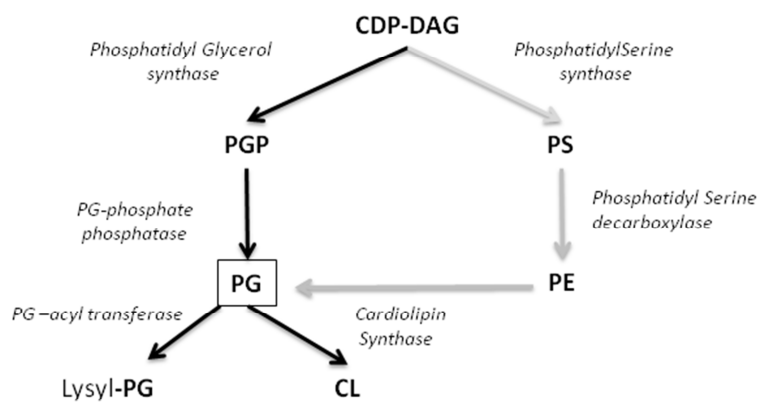 CDP-DAG
Phosphatidyl Glycerol
synthase
PhosphatidylSerine
synthase
PGP
PS
PG-phosphate
phosphatase
Phosphatidyl Serine
decarboxylase
PG
PE
PG –acyl transferase
Cardiolipin
Synthase
Lysyl-PG
CL